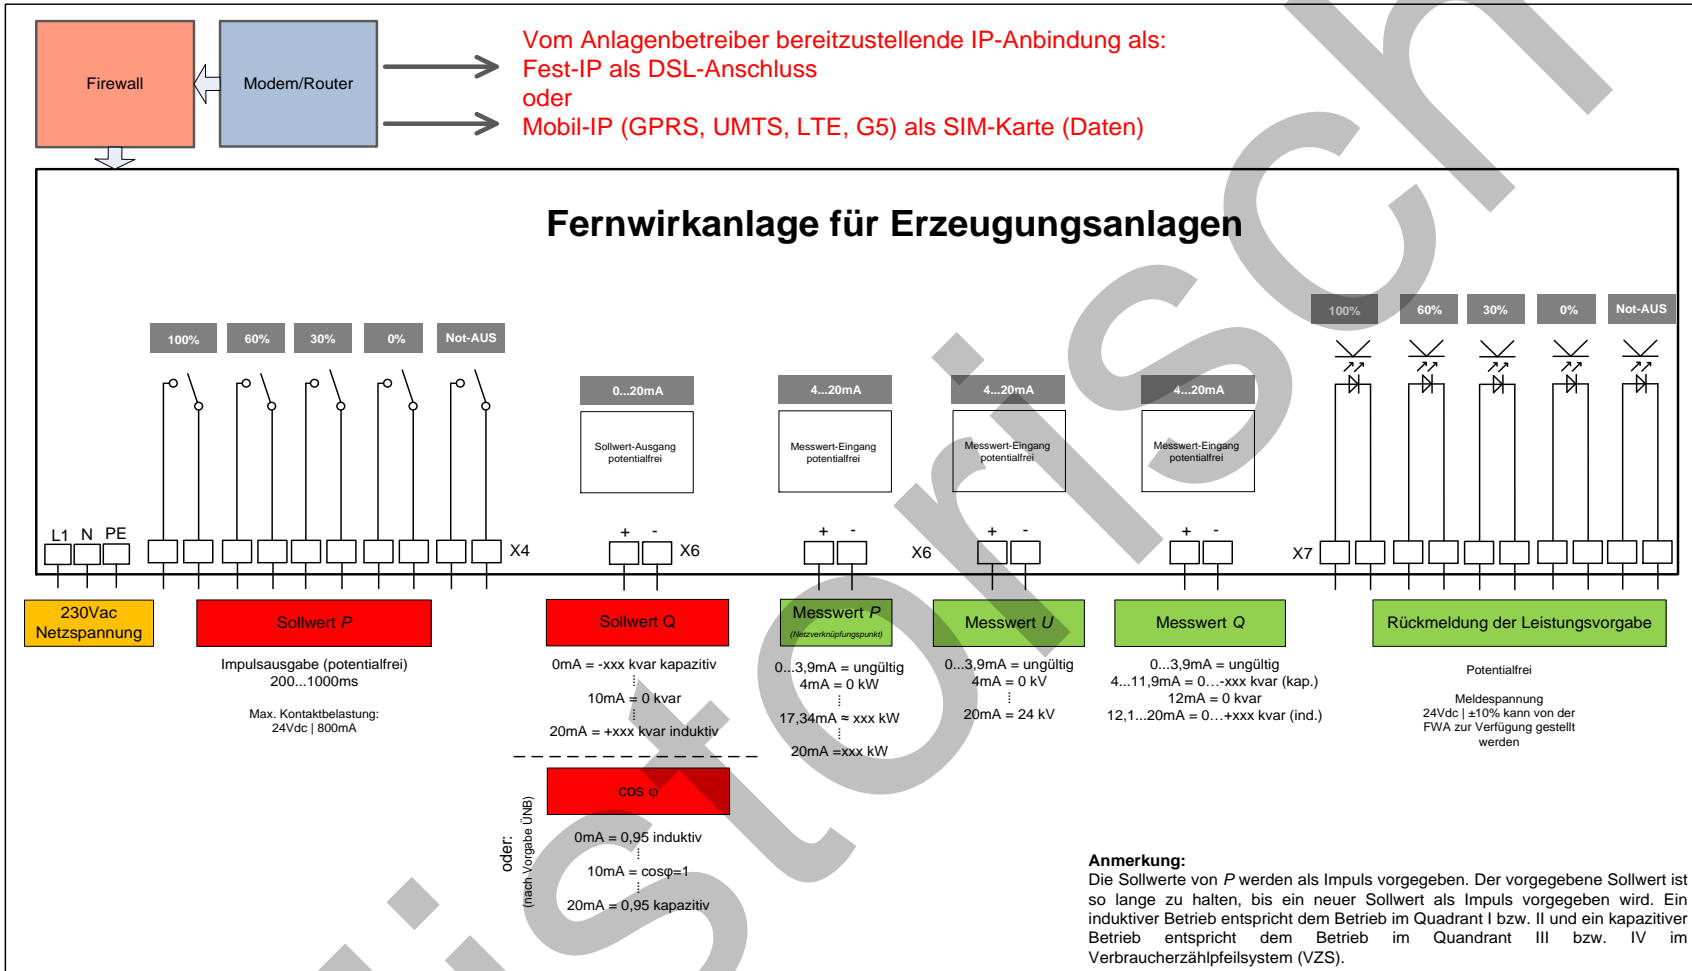 Firewall
Modem/Router
Vom Anlagenbetreiber bereitzustellende IP-Anbindung als:
Fest-IP als DSL-Anschluss
oder
Mobil-IP (GPRS, UMTS, LTE, G5) als SIM-Karte (Daten)
Fernwirkanlage für Erzeugungsanlagen
100% 60% 30% 0% Not-AUS
0...20mA
Sollwert-Ausgang
potentialfrei
4...20mA
Messwert-Eingang
potentialfrei
4...20mA
Messwert-Eingang
potentialfrei
4...20mA
Messwert-Eingang
potentialfrei
100% 60% 30% 0% Not-AUS
L1 N PE
X4
+ - X6
+ -
X6 + -
+ -
X7
230Vac
Netzspannung
Sollwert P
Impulsausgabe (potentialfrei)
200...1000ms
Max. Kontaktbelastung:
24Vdc | 800mA
Sollwert Q
0mA = -xxx kvar kapazitiv
10mA = 0 kvar
20mA = +xxx kvar induktiv
oder:
(nach Vorgabe ÜNB)
cos φ
0mA = 0,95 induktiv
10mA = cosφ=1
20mA = 0,95 kapazitiv
Messwert P
(Netzverknüpfungspunkt)
0...3,9mA = ungültig
4mA = 0 kW
17,34mA ≈ xxx kW
20mA =xxx kW
Messwert U
0...3,9mA = ungültig
4mA = 0 kV
20mA = 24 kV
Messwert Q
0...3,9mA = ungültig
4...11,9mA = 0…-xxx kvar (kap.)
12mA = 0 kvar
12,1...20mA = 0…+xxx kvar (ind.)
Rückmeldung der Leistungsvorgabe
Potentialfrei
Meldespannung
24Vdc | ±10% kann von der
FWA zur Verfügung gestellt
werden
Anmerkung:
Die Sollwerte von P werden als Impuls vorgegeben. Der vorgegebene Sollwert ist
so lange zu halten, bis ein neuer Sollwert als Impuls vorgegeben wird. Ein
induktiver Betrieb entspricht dem Betrieb im Quadrant I bzw. II und ein kapazitiver
Betrieb entspricht dem Betrieb im Quandrant III bzw. IV im
Verbraucherzählpfeilsystem (VZS).
istorisch